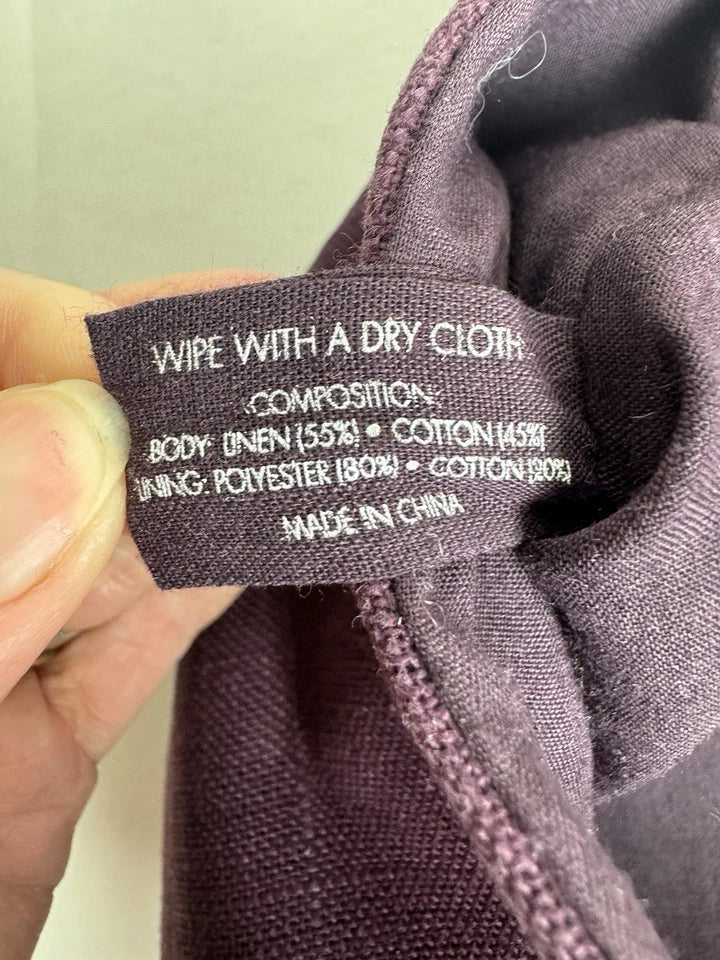 WIPE WITH A DRY CLOTH
COMPOSITION:
BODY: LINEN (55%) • COTTON (45%)
LINING: POLYESTER (80%) • COTTON (20%)
MADE IN CHINA